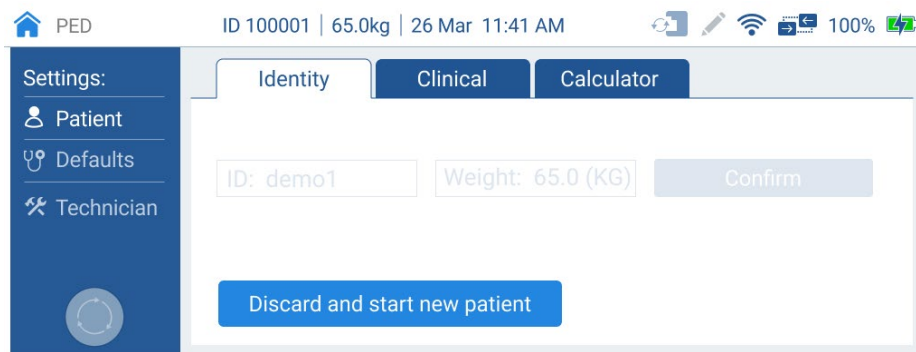 PED ID 100001 | 65.0kg | 26 Mar 11:41 AM 100%
Settings:
Patient
Defaults
Technician
Identity Clinical Calculator
ID: demo1 Weight: 65.0 (KG) Confirm
Discard and start new patient